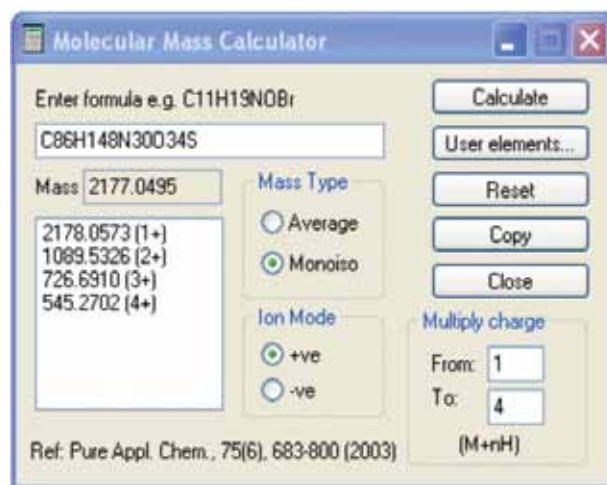 Molecular Mass Calculator
Enter formula e.g. C11H19NOBr
C86H148N30O34S
Mass 2177.0495
2178.0573 (1+)
1089.5326 (2+)
726.6910 (3+)
545.2702 (4+)
Mass Type
Average
Monoiso
Ion Mode
+ve
-ve
Calculate
User elements...
Reset
Copy
Close
Multiply charge
From: 1
To: 4
(M+nH)
Ref: Pure Appl. Chem., 75(6), 683-800 (2003)